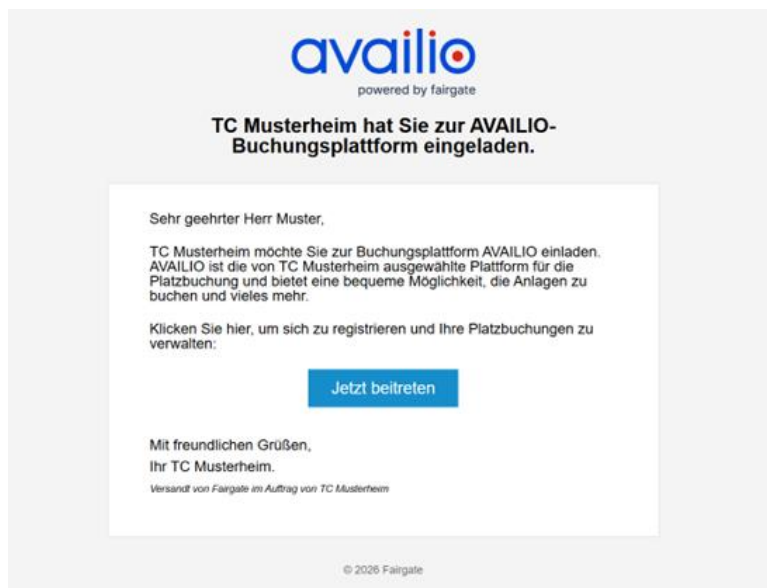 availio
powered by fairgate
TC Musterheim hat Sie zur AVAILIO-
Buchungsplattform eingeladen.
Sehr geehrter Herr Muster,
TC Musterheim möchte Sie zur Buchungsplattform AVAILIO einladen.
AVAILIO ist die von TC Musterheim ausgewählte Plattform für die
Platzbuchung und bietet eine bequeme Möglichkeit, die Anlagen zu
buchen und vieles mehr.
Klicken Sie hier, um sich zu registrieren und Ihre Platzbuchungen zu
verwalten:
Jetzt beitreten
Mit freundlichen Grüßen,
Ihr TC Musterheim.
Versandt von Fairgate im Auftrag von TC Musterheim
© 2026 Fairgate